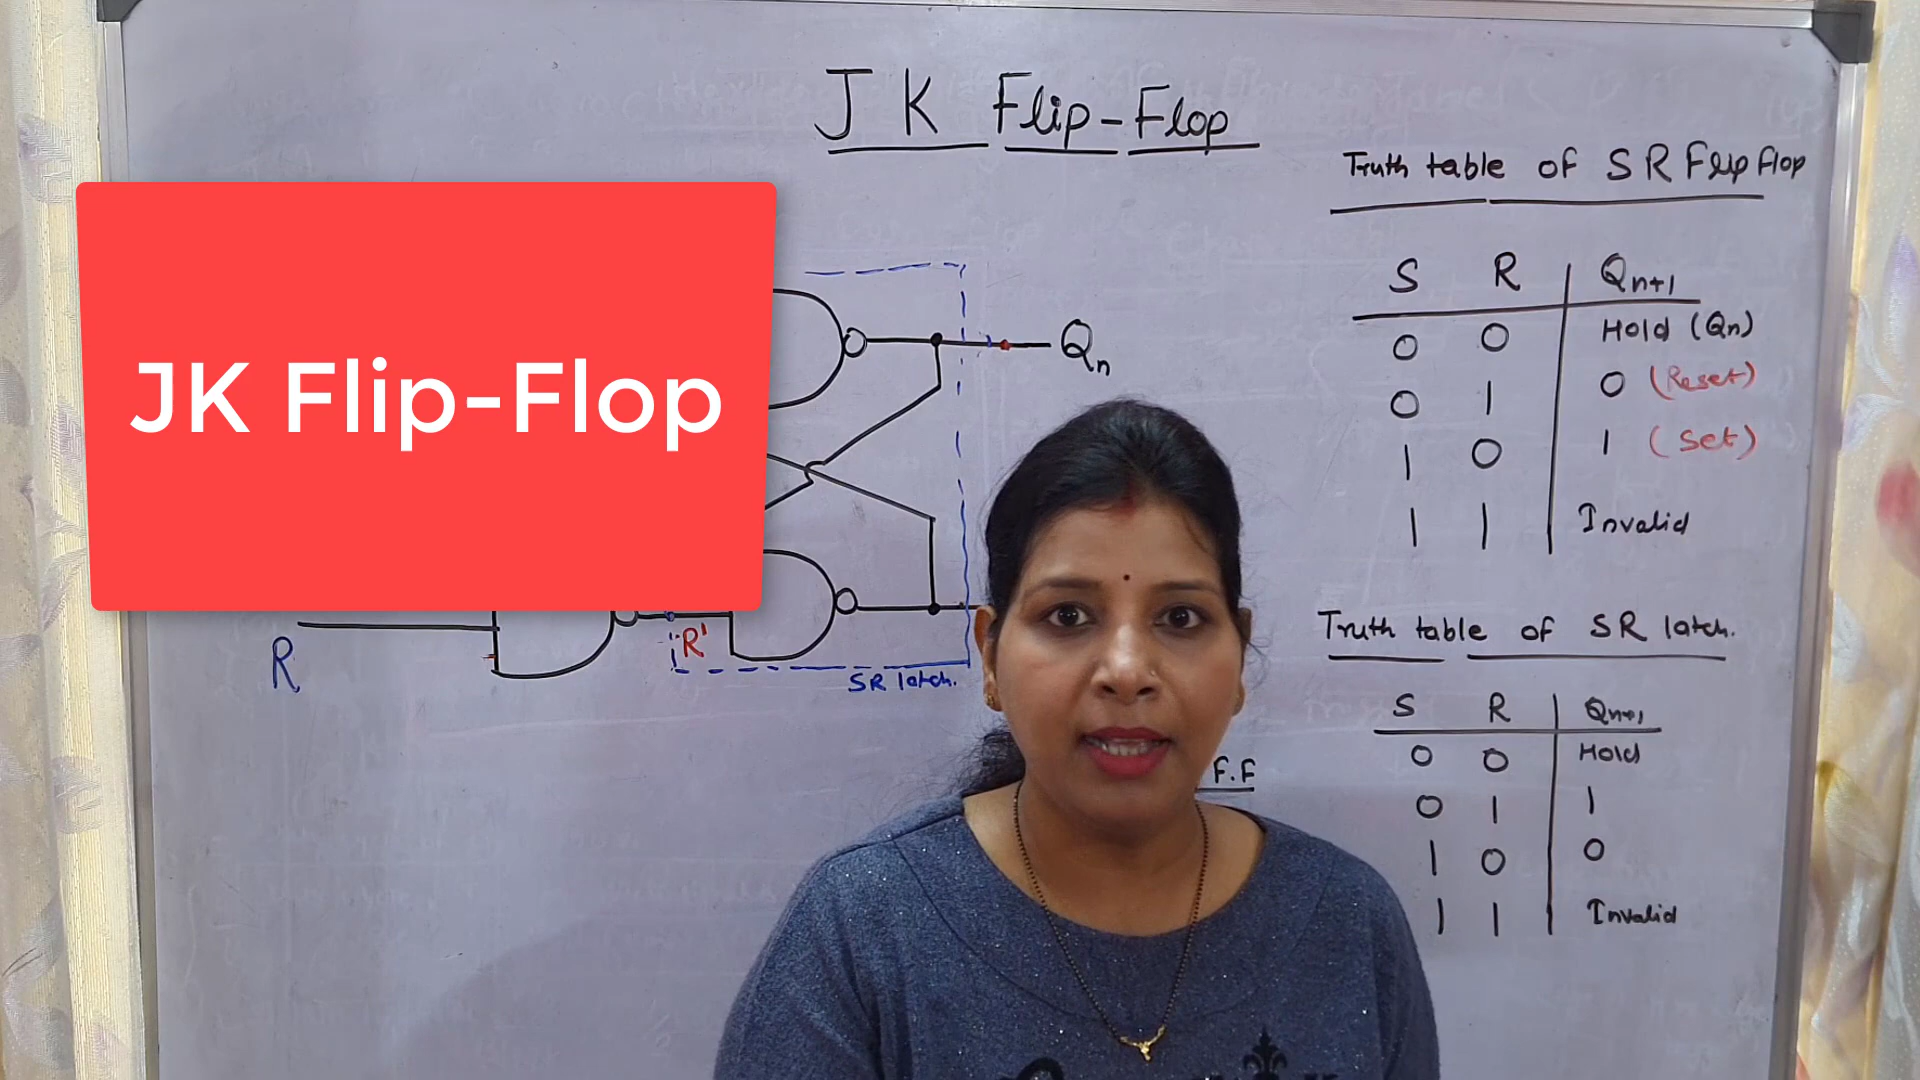 J K Flip-Flop
JK Flip-Flop
Qn
R
R'
SR latch.
F.F
Truth table of SR Flip Flop
S R Qn+1
0 0 Hold (Qn)
0 1 0 (Reset)
1 0 1 (Set)
1 1 Invalid
Truth table of SR latch.
S R Qn+1
0 0 Hold
0 1 1
1 0 0
1 1 Invalid